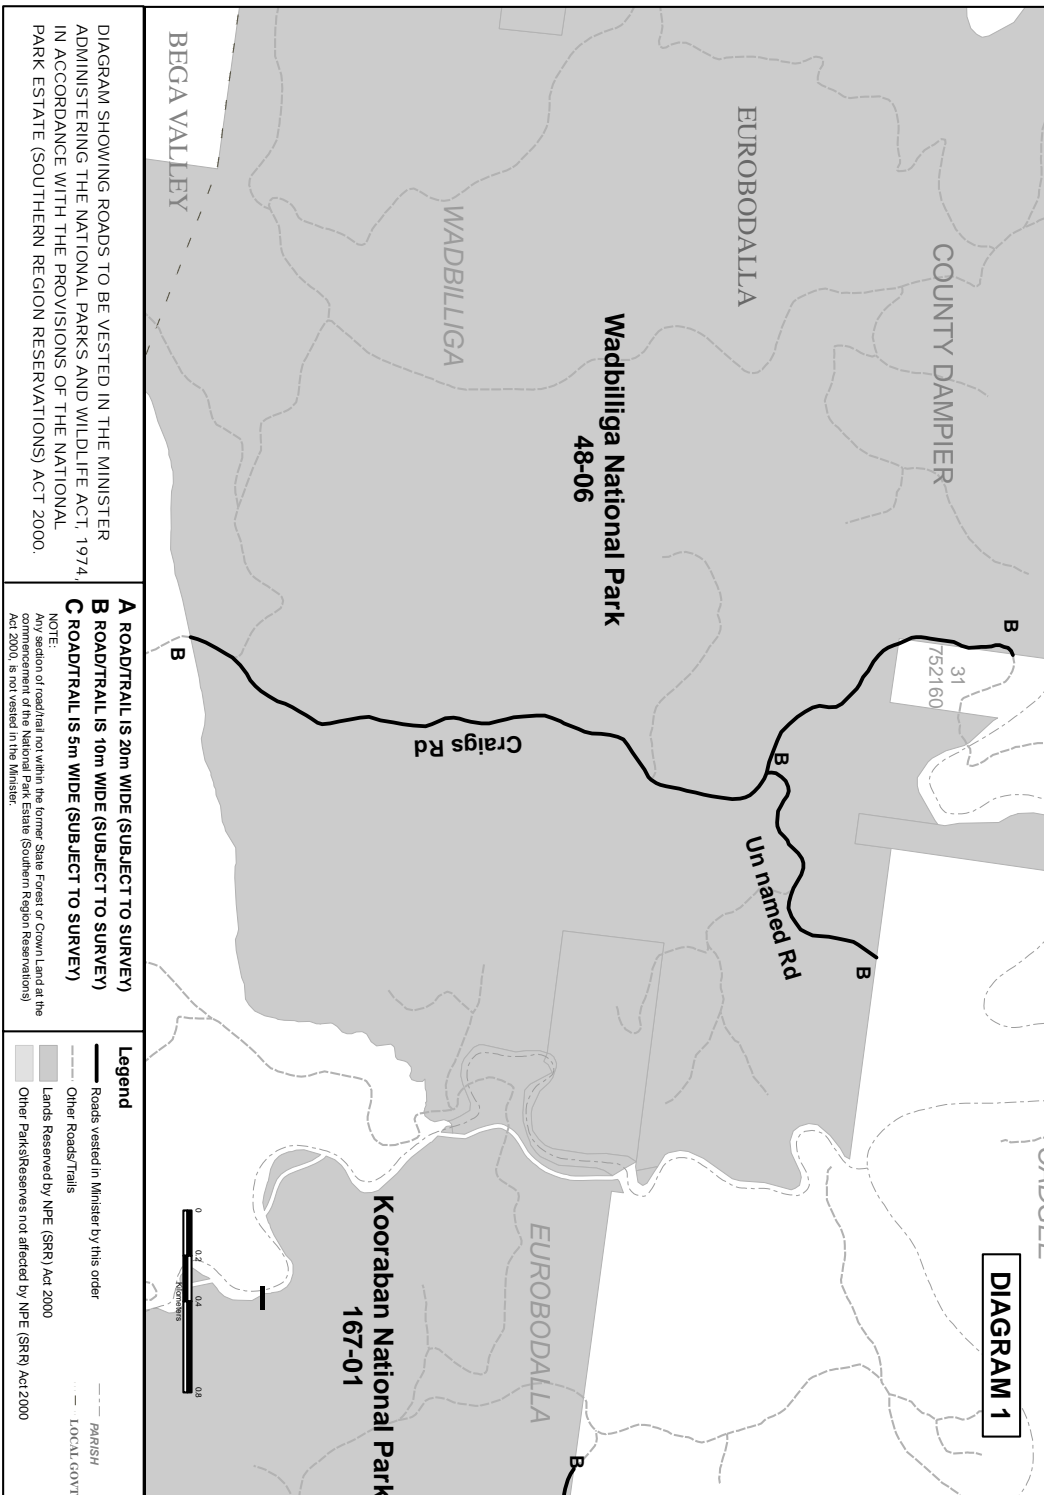 DIAGRAM 1
COUNTY DAMPIER
EUROBODALLA
WADBILLIGA
BEGA VALLEY
Wadbilliga National Park
48-06
31
752160
B
B
B
B
Craigs Rd
Un named Rd
EUROBODALLA
Kooraban National Park
167-01
B
0 0.2 0.4 0.8
Kilometers
DIAGRAM SHOWING ROADS TO BE VESTED IN THE MINISTER
ADMINISTERING THE NATIONAL PARKS AND WILDLIFE ACT, 1974,
IN ACCORDANCE WITH THE PROVISIONS OF THE NATIONAL
PARK ESTATE (SOUTHERN REGION RESERVATIONS) ACT 2000.
A ROAD/TRAIL IS 20m WIDE (SUBJECT TO SURVEY)
B ROAD/TRAIL IS 10m WIDE (SUBJECT TO SURVEY)
C ROAD/TRAIL IS 5m WIDE (SUBJECT TO SURVEY)
NOTE:
Any section of road/trail not within the former State Forest or Crown Land at the
commencement of the National Park Estate (Southern Region Reservations)
Act 2000, is not vested in the Minister.
Legend
Roads vested in Minister by this order
Other Roads/Trails
Lands Reserved by NPE (SRR) Act 2000
Other Parks\Reserves not affected by NPE (SRR) Act 2000
PARISH
LOCAL GOVT